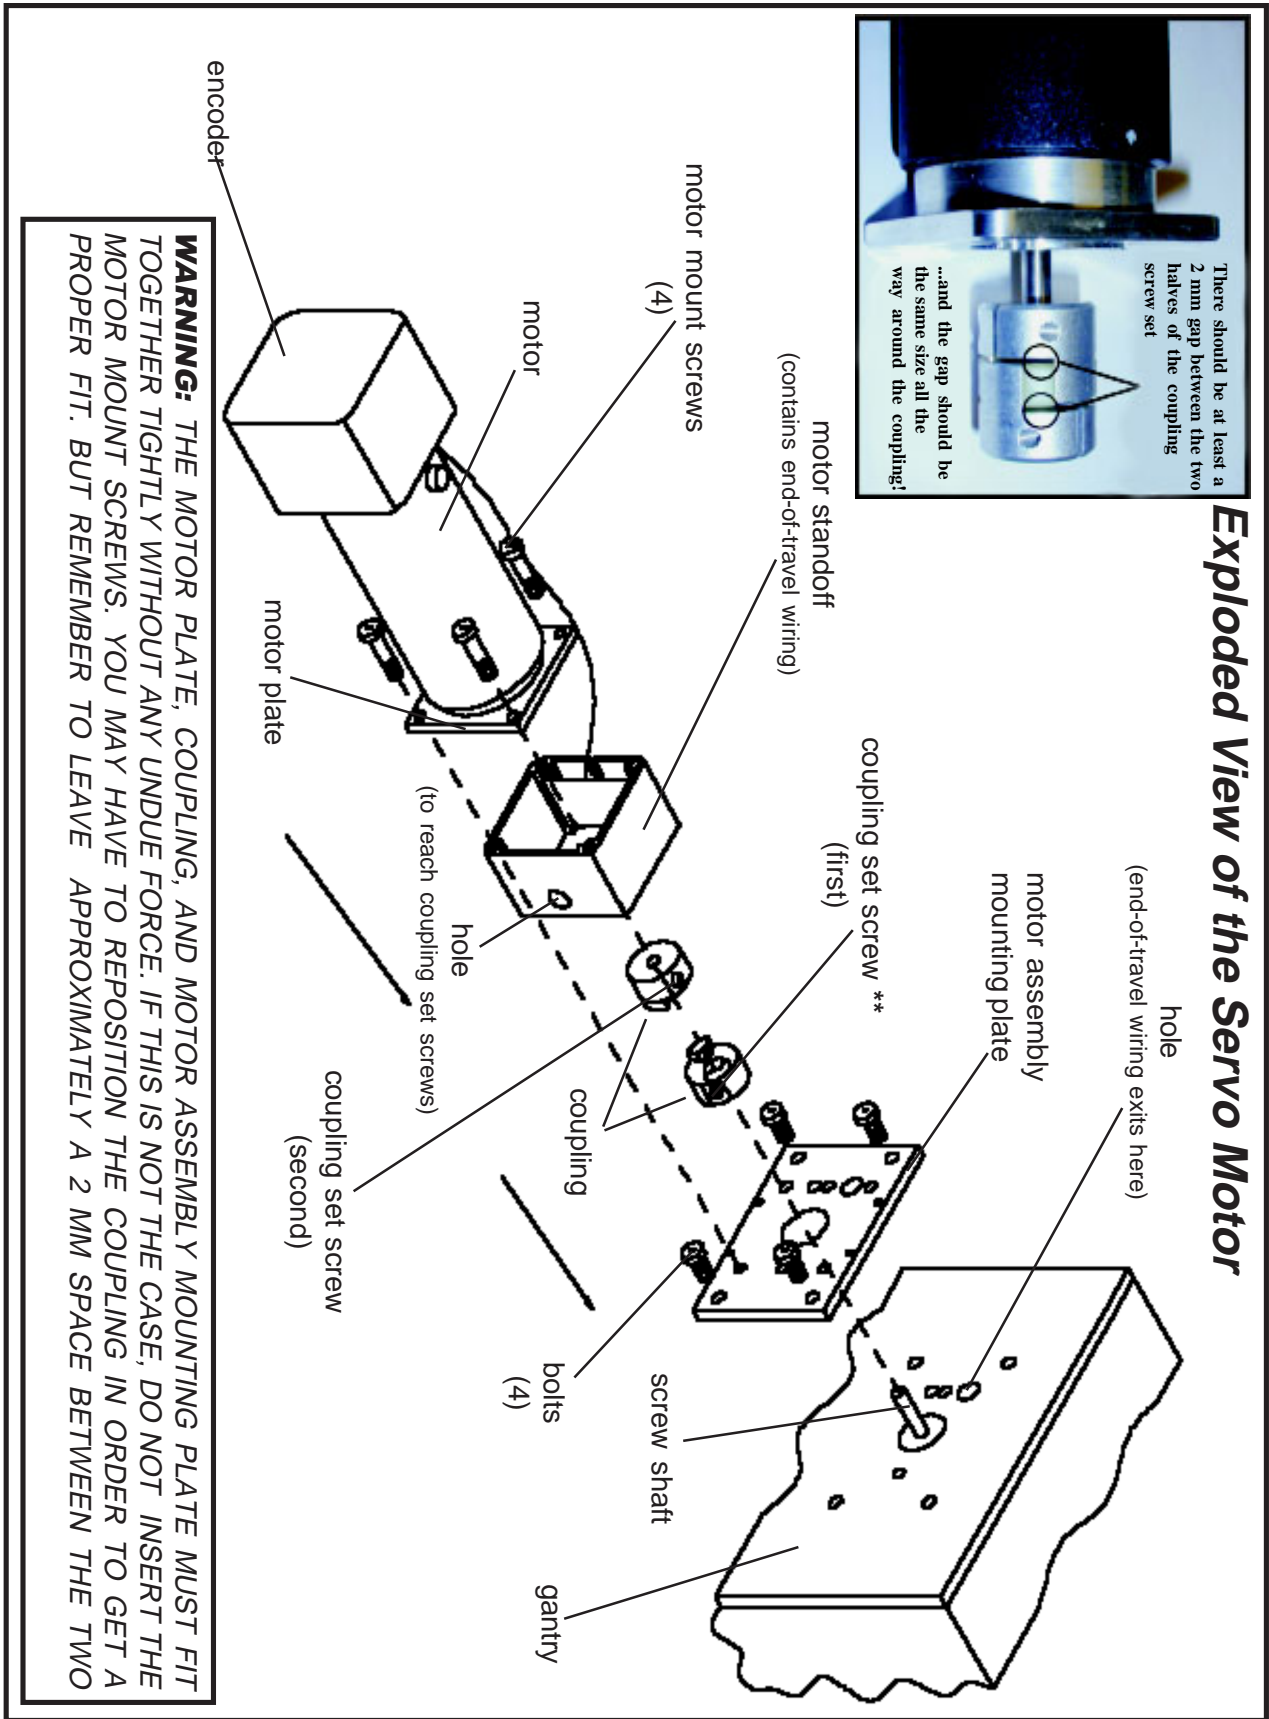 Exploded View of the Servo Motor
There should be at least a
2 mm gap between the two
halves of the coupling
screw set
...and the gap should be
the same size all the
way around the coupling!
hole
(end-of-travel wiring exits here)
motor assembly
mounting plate
coupling set screw **
(first)
motor standoff
(contains end-of-travel wiring)
motor mount screws
(4)
motor
encoder
motor plate
hole
(to reach coupling set screws)
coupling
coupling set screw
(second)
screw shaft
bolts
(4)
gantry
WARNING: THE MOTOR PLATE, COUPLING, AND MOTOR ASSEMBLY MOUNTING PLATE MUST FIT
TOGETHER TIGHTLY WITHOUT ANY UNDUE FORCE. IF THIS IS NOT THE CASE, DO NOT INSERT THE
MOTOR MOUNT SCREWS. YOU MAY HAVE TO REPOSITION THE COUPLING IN ORDER TO GET A
PROPER FIT. BUT REMEMBER TO LEAVE APPROXIMATELY A 2 MM SPACE BETWEEN THE TWO